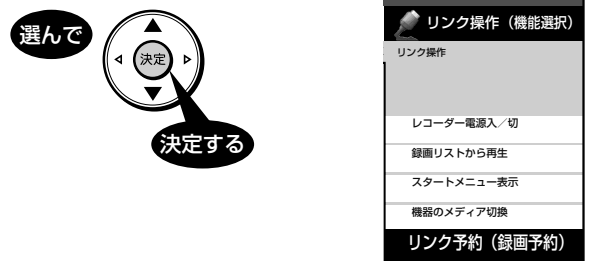 選んで
決定
決定する
リンク操作（機能選択）
リンク操作
レコーダー電源入／切
録画リストから再生
スタートメニュー表示
機器のメディア切換
リンク予約（録画予約）